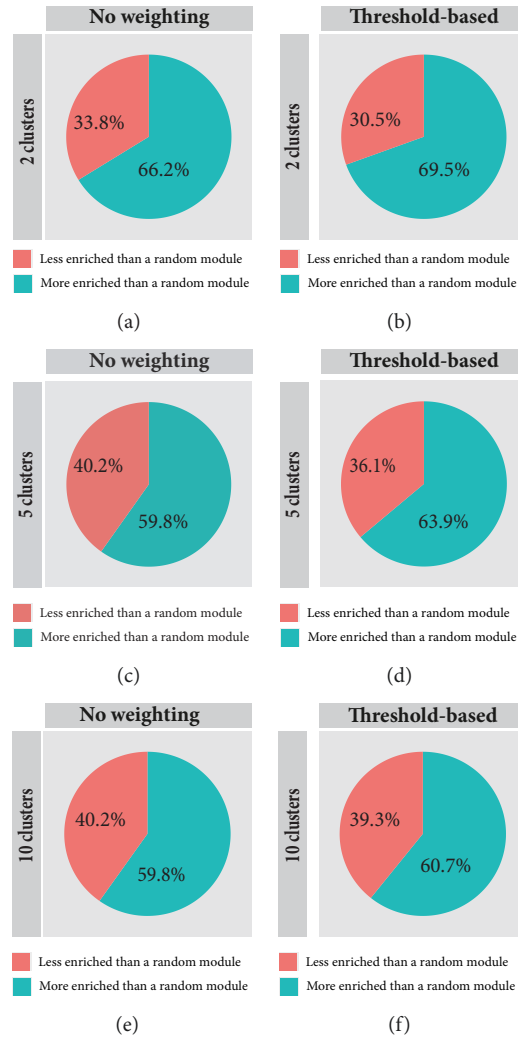 No weighting
2 clusters
33.8%
66.2%
Less enriched than a random module
More enriched than a random module
(a)
Threshold-based
2 clusters
30.5%
69.5%
Less enriched than a random module
More enriched than a random module
(b)
No weighting
5 clusters
40.2%
59.8%
Less enriched than a random module
More enriched than a random module
(c)
Threshold-based
5 clusters
36.1%
63.9%
Less enriched than a random module
More enriched than a random module
(d)
No weighting
10 clusters
40.2%
59.8%
Less enriched than a random module
More enriched than a random module
(e)
Threshold-based
10 clusters
39.3%
60.7%
Less enriched than a random module
More enriched than a random module
(f)